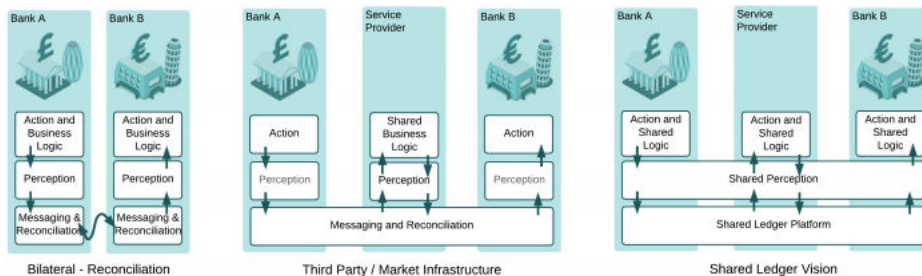 Bank A
Bank B
£
£
Action and
Business
Logic
Action and
Business
Logic
Perception
Perception
Messaging &
Reconciliation
Messaging &
Reconciliation
Bilateral - Reconciliation
Bank A
Service
Provider
Bank B
£
£
Action
Shared
Business
Logic
Action
Perception
Perception
Perception
Messaging and Reconciliation
Third Party / Market Infrastructure
Bank A
Service
Provider
Bank B
£
£
Action and
Shared
Logic
Action and
Shared
Logic
Action and
Shared
Logic
Shared Perception
Shared Ledger Platform
Shared Ledger Vision